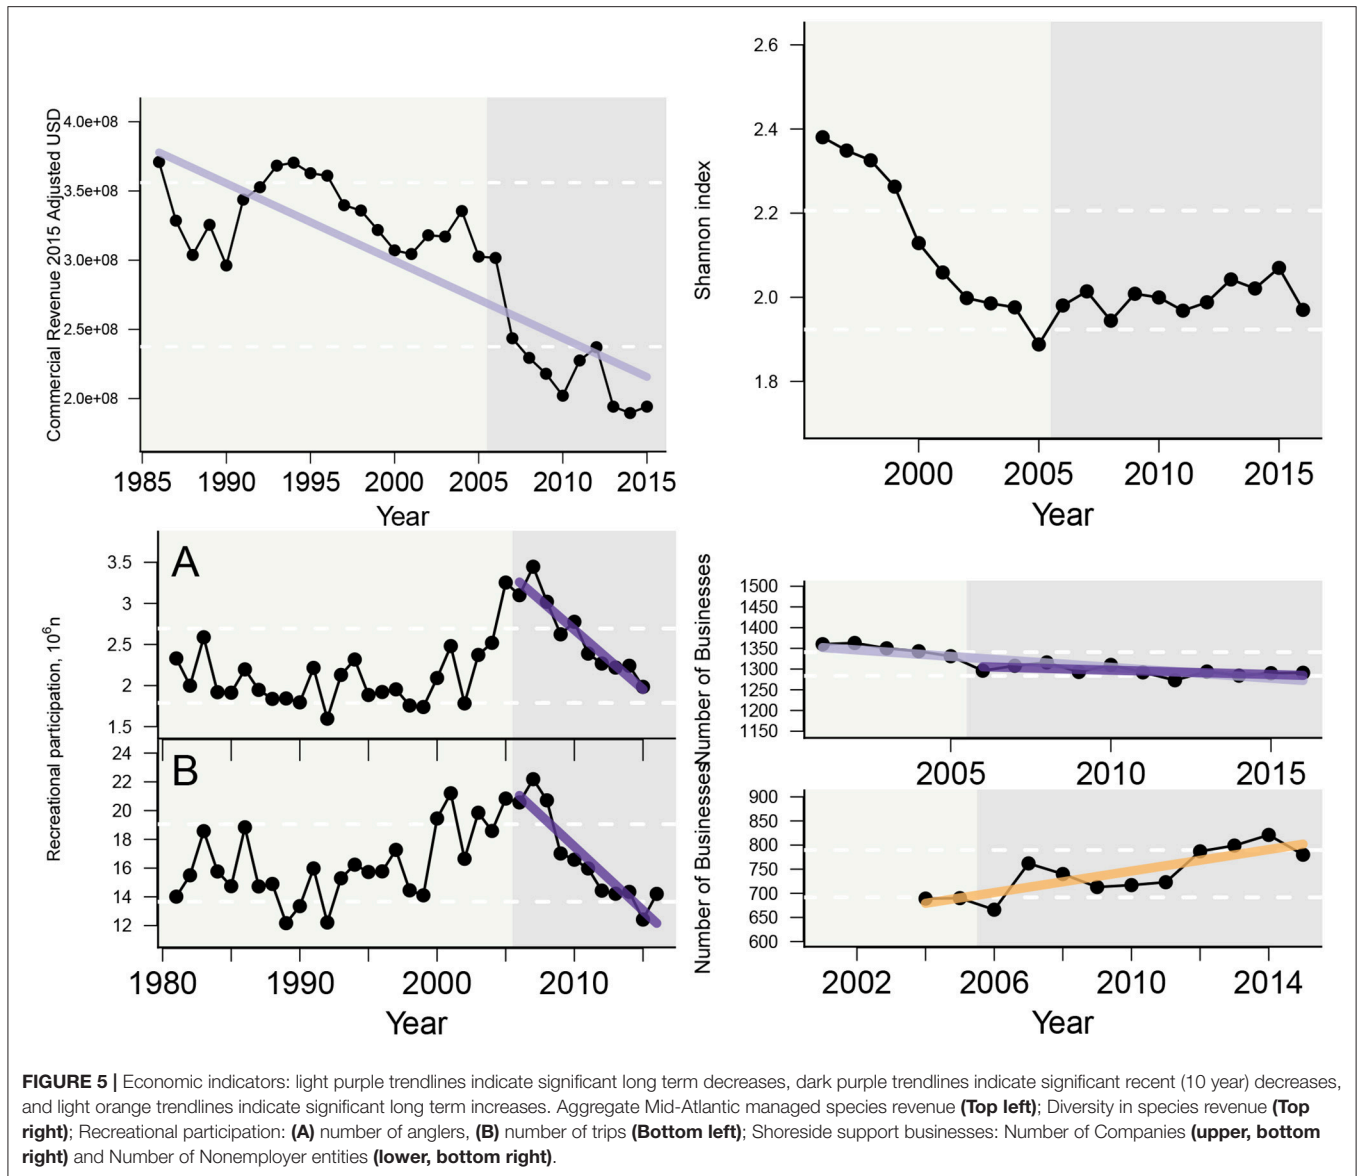 Commercial Revenue 2015 Adjusted USD
4.0e+08
3.5e+08
3.0e+08
2.5e+08
2.0e+08
1985 1990 1995 2000 2005 2010 2015
Year
Shannon index
2.6
2.4
2.2
2.0
1.8
2000 2005 2010 2015
Year
Recreational participation, 10⁶n
A
3.5
3
2.5
2
1.5
B
24
22
20
18
16
14
12
1980 1990 2000 2010
Year
Number of Businesses
1500
1450
1400
1350
1300
1250
1200
1150
2005 2010 2015
Number of Businesses
900
850
800
750
700
650
600
2002 2006 2010 2014
Year
FIGURE 5 | Economic indicators: light purple trendlines indicate significant long term decreases, dark purple trendlines indicate significant recent (10 year) decreases,
and light orange trendlines indicate significant long term increases. Aggregate Mid-Atlantic managed species revenue (Top left); Diversity in species revenue (Top
right); Recreational participation: (A) number of anglers, (B) number of trips (Bottom left); Shoreside support businesses: Number of Companies (upper, bottom
right) and Number of Nonemployer entities (lower, bottom right).